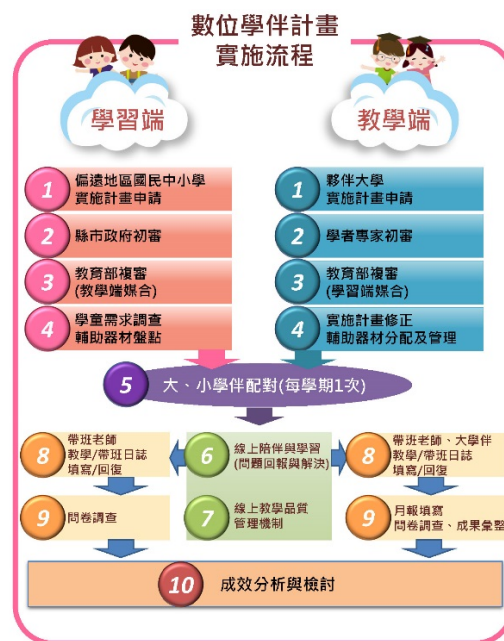 數位學伴計畫
實施流程
學習端
教學端
1
偏遠地區國民中小學
實施計畫申請
2
縣市政府初審
3
教育部複審
(教學端媒合)
4
學童需求調查
輔助器材盤點
1
夥伴大學
實施計畫申請
2
學者專家初審
3
教育部複審
(學習端媒合)
4
實施計畫修正
輔助器材分配及管理
5
大、小學伴配對(每學期1次)
8
帶班老師
教學/帶班日誌
填寫/回復
6
線上陪伴與學習
(問題回報與解決)
8
帶班老師、大學伴
教學/帶班日誌
填寫/回復
9
問卷調查
7
線上教學品質
管理機制
9
月報填寫
問卷調查、成果彙整
10
成效分析與檢討